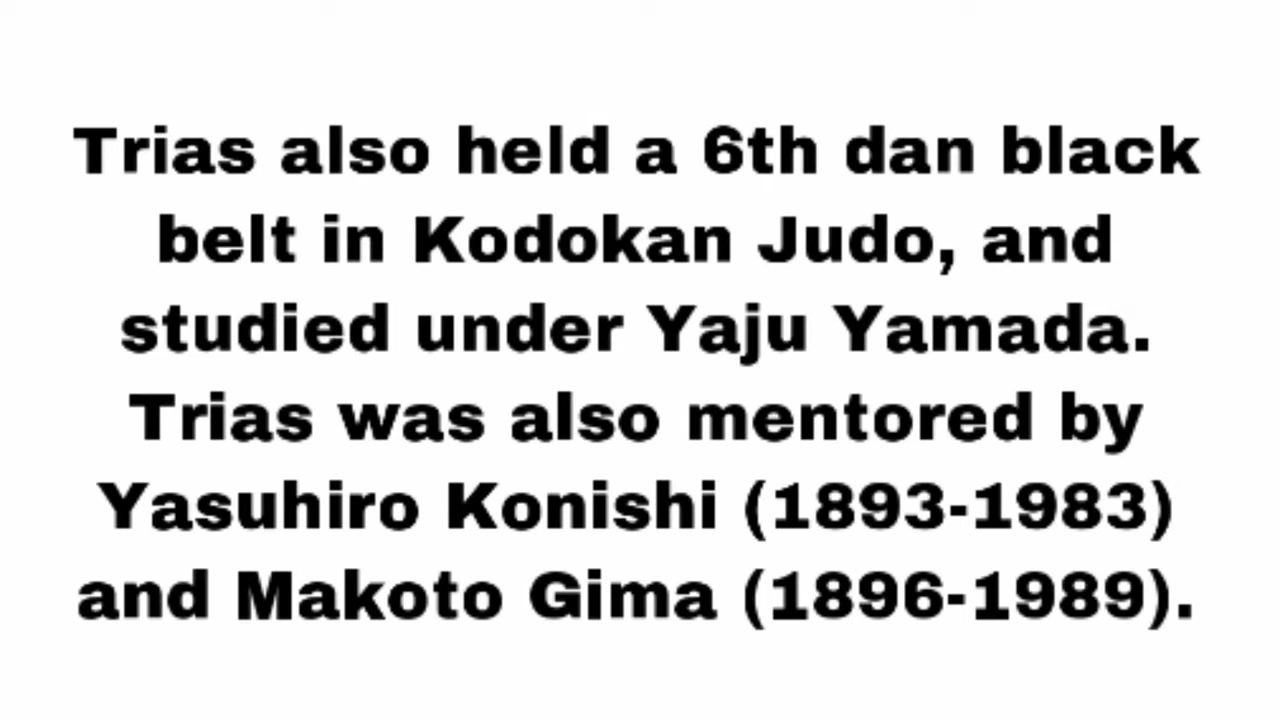 Trias also held a 6th dan black
belt in Kodokan Judo, and
studied under Yaju Yamada.
Trias was also mentored by
Yasuhiro Konishi (1893-1983)
and Makoto Gima (1896-1989).